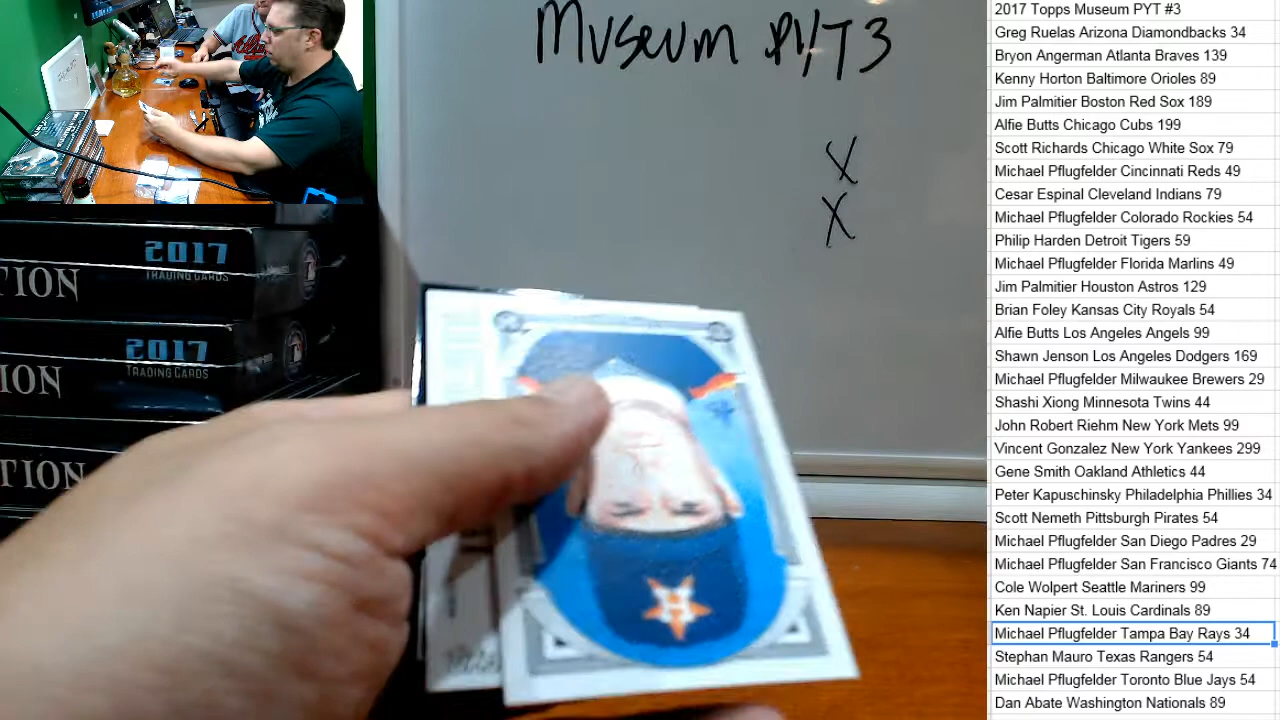 Museum PYT 3
X
X
2017
TRADING CARDS
TION
2017
TRADING CARDS
ION
TION
2017 Topps Museum PYT #3
Greg Ruelas Arizona Diamondbacks 34
Bryon Angerman Atlanta Braves 139
Kenny Horton Baltimore Orioles 89
Jim Palmitier Boston Red Sox 189
Alfie Butts Chicago Cubs 199
Scott Richards Chicago White Sox 79
Michael Pflugfelder Cincinnati Reds 49
Cesar Espinal Cleveland Indians 79
Michael Pflugfelder Colorado Rockies 54
Philip Harden Detroit Tigers 59
Michael Pflugfelder Florida Marlins 49
Jim Palmitier Houston Astros 129
Brian Foley Kansas City Royals 54
Alfie Butts Los Angeles Angels 99
Shawn Jenson Los Angeles Dodgers 169
Michael Pflugfelder Milwaukee Brewers 29
Shashi Xiong Minnesota Twins 44
John Robert Riehm New York Mets 99
Vincent Gonzalez New York Yankees 299
Gene Smith Oakland Athletics 44
Peter Kapuschinsky Philadelphia Phillies 34
Scott Nemeth Pittsburgh Pirates 54
Michael Pflugfelder San Diego Padres 29
Michael Pflugfelder San Francisco Giants 74
Cole Wolpert Seattle Mariners 99
Ken Napier St. Louis Cardinals 89
Michael Pflugfelder Tampa Bay Rays 34
Stephan Mauro Texas Rangers 54
Michael Pflugfelder Toronto Blue Jays 54
Dan Abate Washington Nationals 89